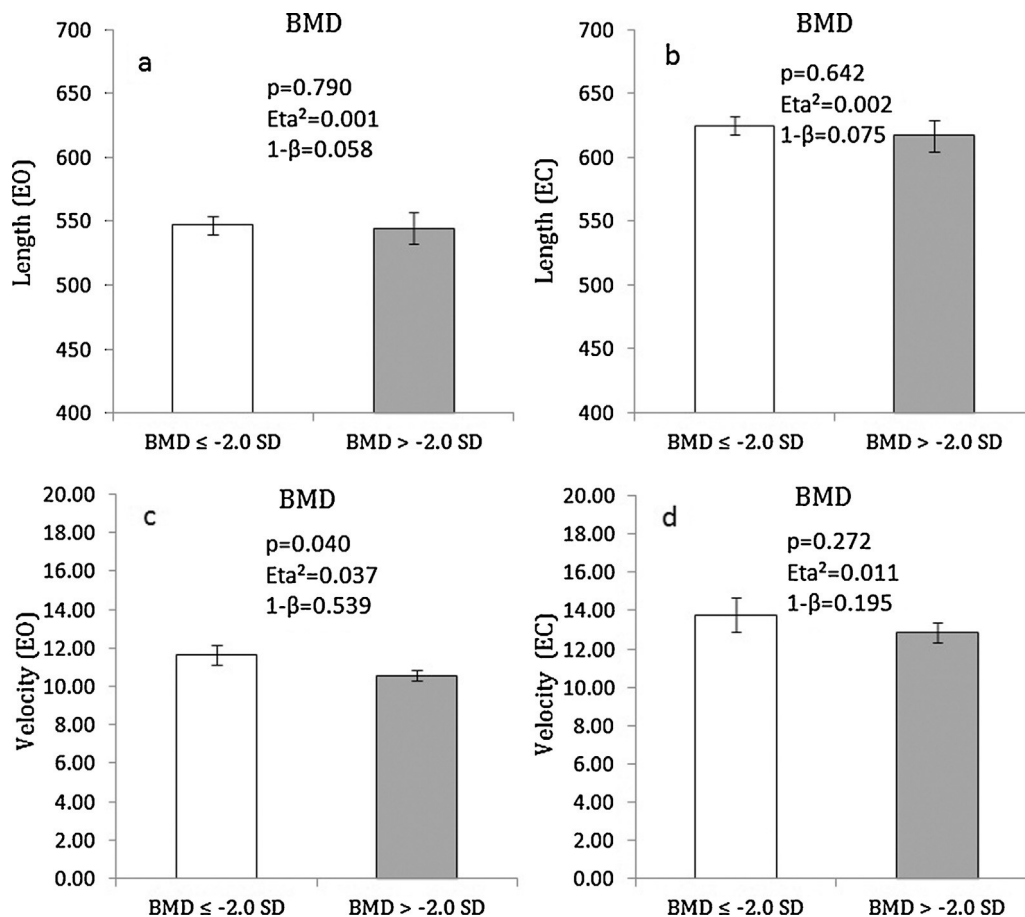 BMD
a
p=0.790
Eta²=0.001
1-β=0.058
Length (EO)
700
650
600
550
500
450
400
BMD ≤ -2.0 SD
BMD > -2.0 SD
BMD
b
p=0.642
Eta²=0.002
1-β=0.075
Length (EC)
700
650
600
550
500
450
400
BMD ≤ -2.0 SD
BMD > -2.0 SD
BMD
c
p=0.040
Eta²=0.037
1-β=0.539
Velocity (EO)
20.00
18.00
16.00
14.00
12.00
10.00
8.00
6.00
4.00
2.00
0.00
BMD ≤ -2.0 SD
BMD > -2.0 SD
BMD
d
p=0.272
Eta²=0.011
1-β=0.195
Velocity (EC)
20.00
18.00
16.00
14.00
12.00
10.00
8.00
6.00
4.00
2.00
0.00
BMD ≤ -2.0 SD
BMD > -2.0 SD